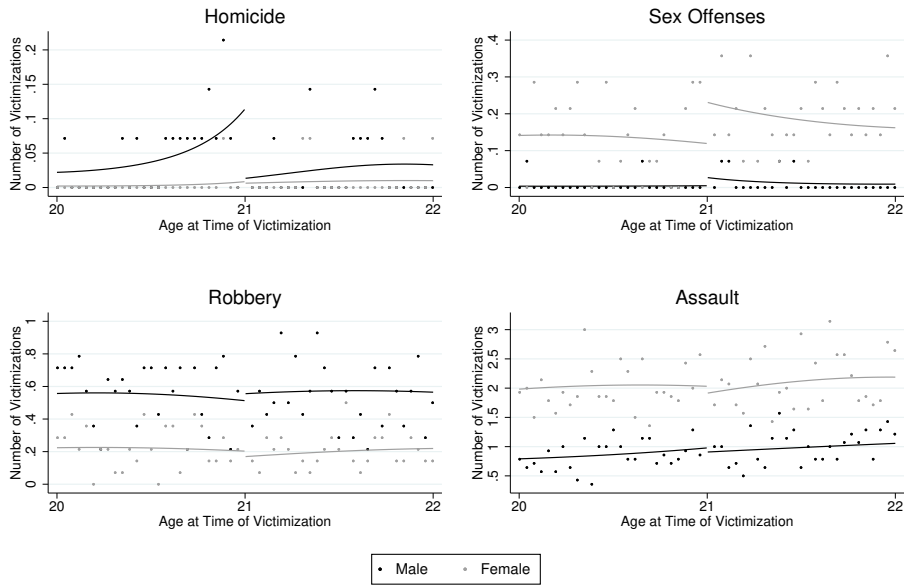 Homicide
Number of Victimizations
0 .05 .1 .15 .2
20 21 22
Age at Time of Victimization
Sex Offenses
Number of Victimizations
0 .1 .2 .3 .4
20 21 22
Age at Time of Victimization
Robbery
Number of Victimizations
0 .2 .4 .6 .8 1
20 21 22
Age at Time of Victimization
Assault
Number of Victimizations
.5 1 1.5 2 2.5 3
20 21 22
Age at Time of Victimization
Male Female